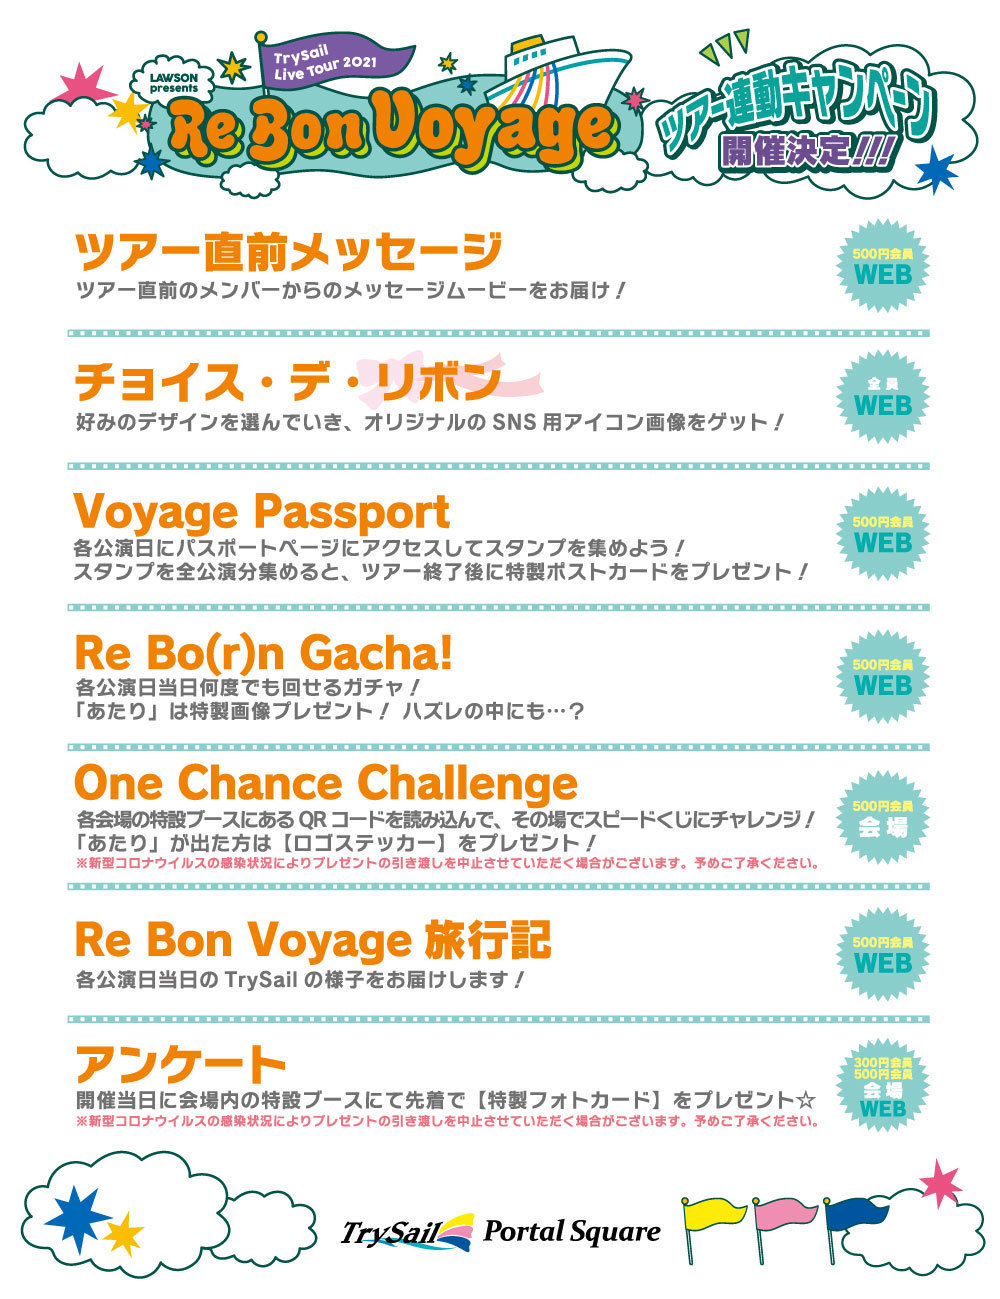 LAWSON
presents
TrySail
Live Tour 2021
Re Bon Voyage
ツアー連動キャンペーン
開催決定!!!
ツアー直前メッセージ
ツアー直前のメンバーからのメッセージムービーをお届け！
500円会員
WEB
チョイス・デ・リボン
好みのデザインを選んでいき、オリジナルの SNS 用アイコン画像をゲット！
全員
WEB
Voyage Passport
各公演日にパスポートページにアクセスしてスタンプを集めよう！
スタンプを全公演分集めると、ツアー終了後に特製ポストカードをプレゼント！
500円会員
WEB
Re Bo(r)n Gacha!
各公演日当日何度でも回せるガチャ！
「あたり」は特製画像プレゼント！ ハズレの中にも…？
500円会員
WEB
One Chance Challenge
各会場の特設ブースにある QR コードを読み込んで、その場でスピードくじにチャレンジ！
「あたり」が出た方は【ロゴステッカー】をプレゼント！
※新型コロナウイルスの感染状況によりプレゼントの引き渡しを中止させていただく場合がございます。予めご了承ください。
500円会員
会場
Re Bon Voyage 旅行記
各公演日当日の TrySail の様子をお届けします！
500円会員
WEB
アンケート
開催当日に会場内の特設ブースにて先着で【特製フォトカード】をプレゼント☆
※新型コロナウイルスの感染状況によりプレゼントの引き渡しを中止させていただく場合がございます。予めご了承ください。
300円会員
500円会員
会場
WEB
TrySail Portal Square